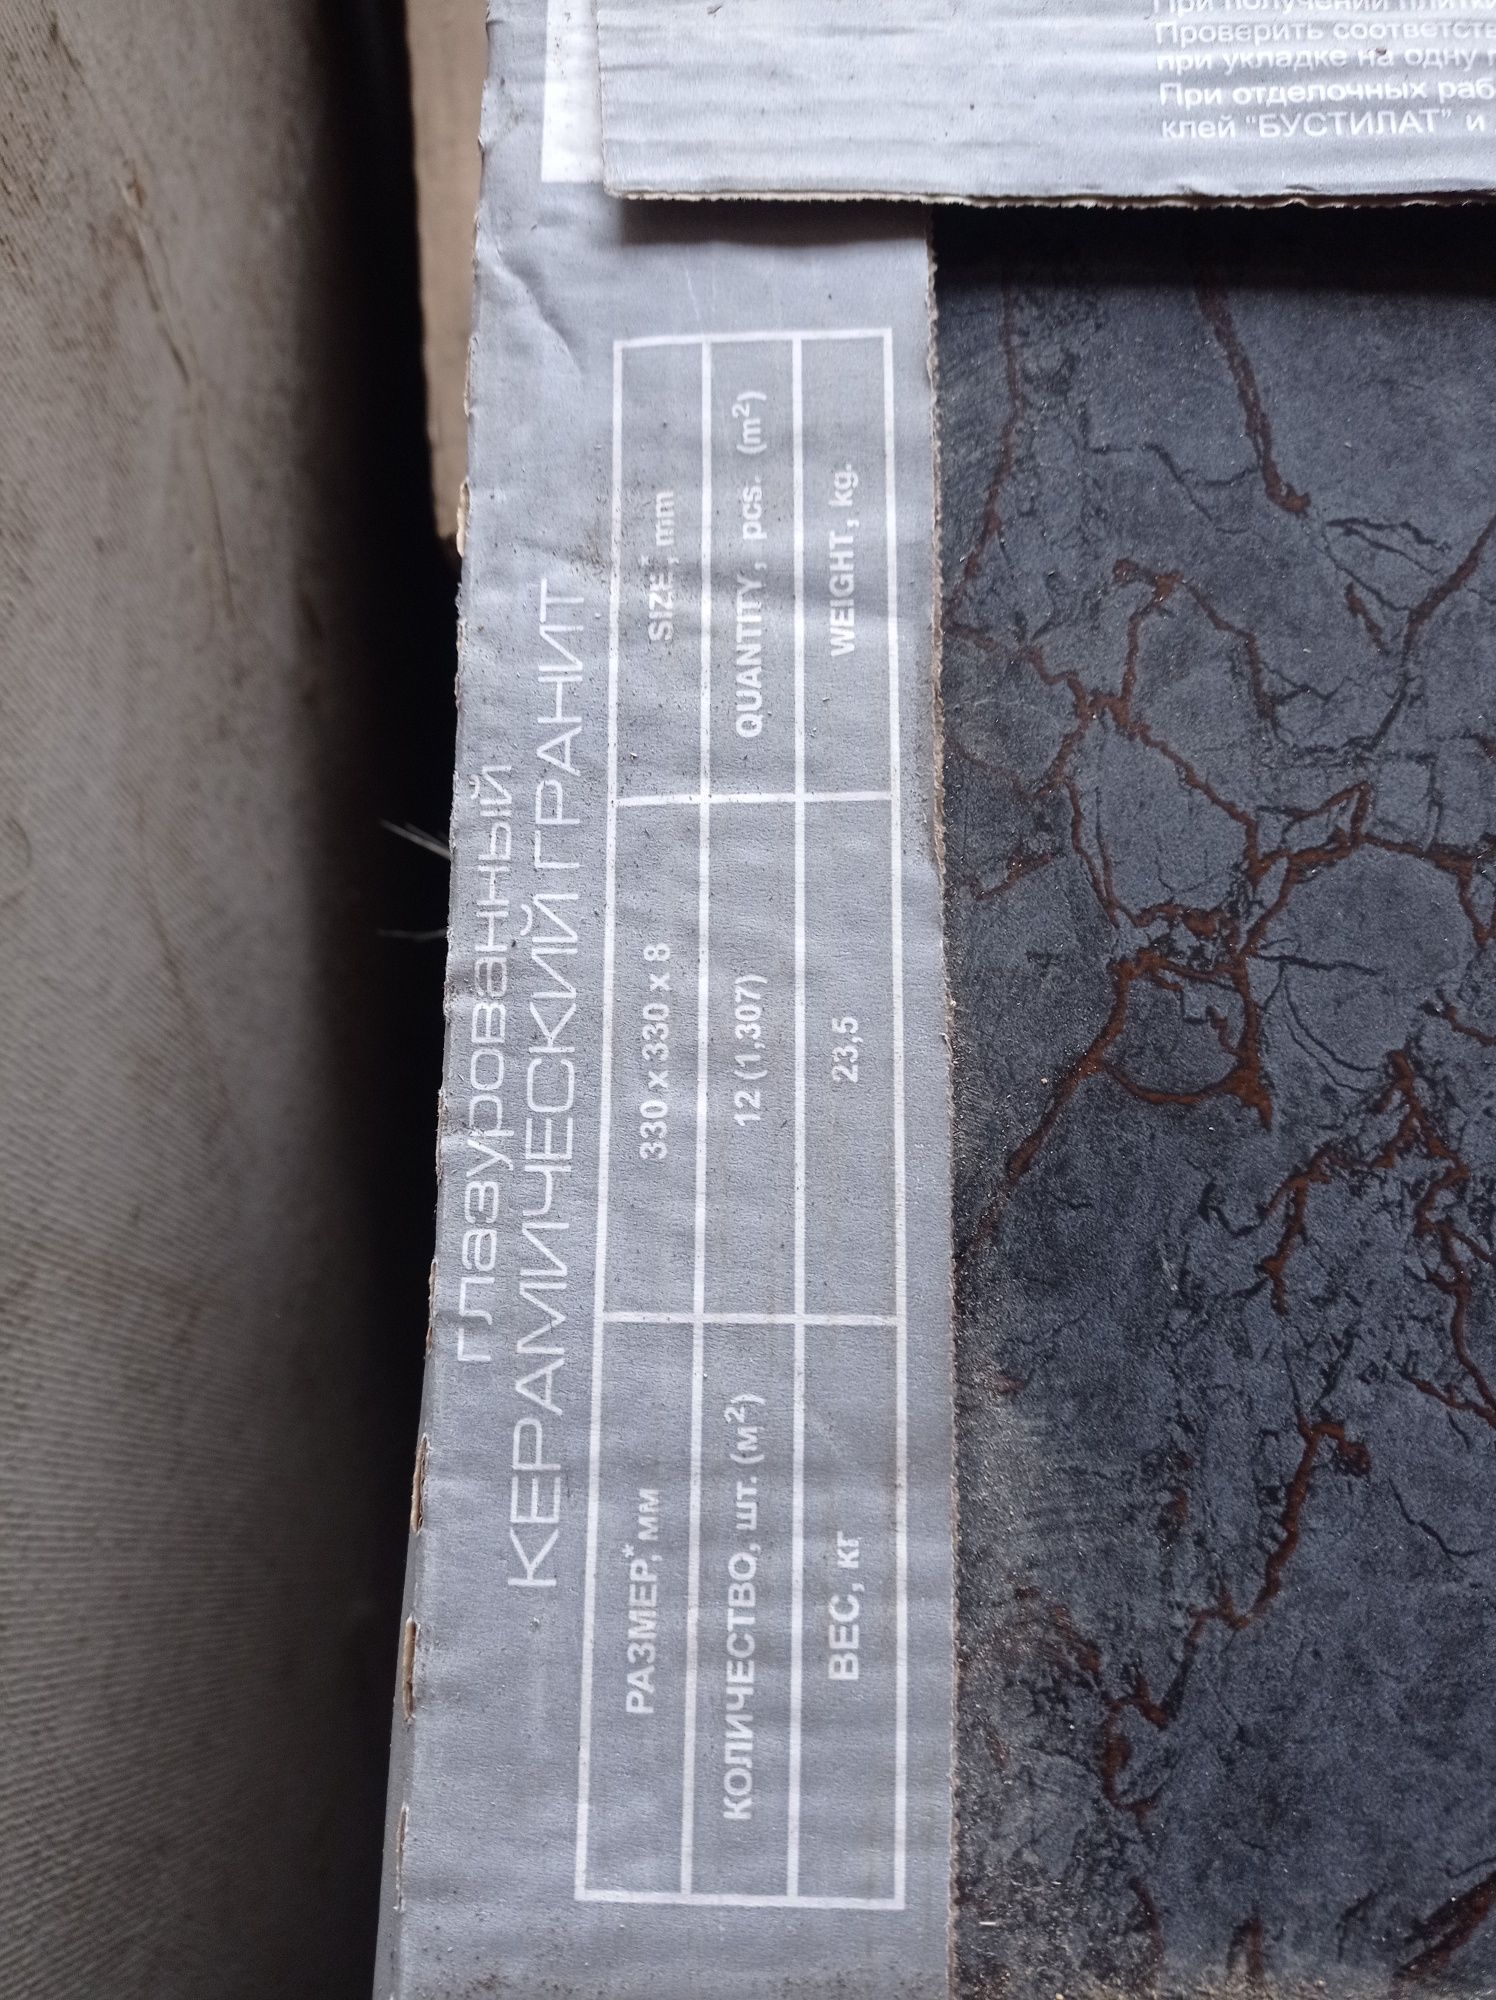 При получении плитки
Проверить соответств
при укладке на одну
При отделочных раб
клей "БУСТИЛАТ" и
глазурованный
КЕРАМИЧЕСКИЙ ГРАНИТ
РАЗМЕР*, мм 330 x 330 x 8 SIZE*, mm
КОЛИЧЕСТВО, шт. (м²) 12 (1,307) QUANTITY, pcs. (m²)
ВЕС, кг 23,5 WEIGHT, kg.